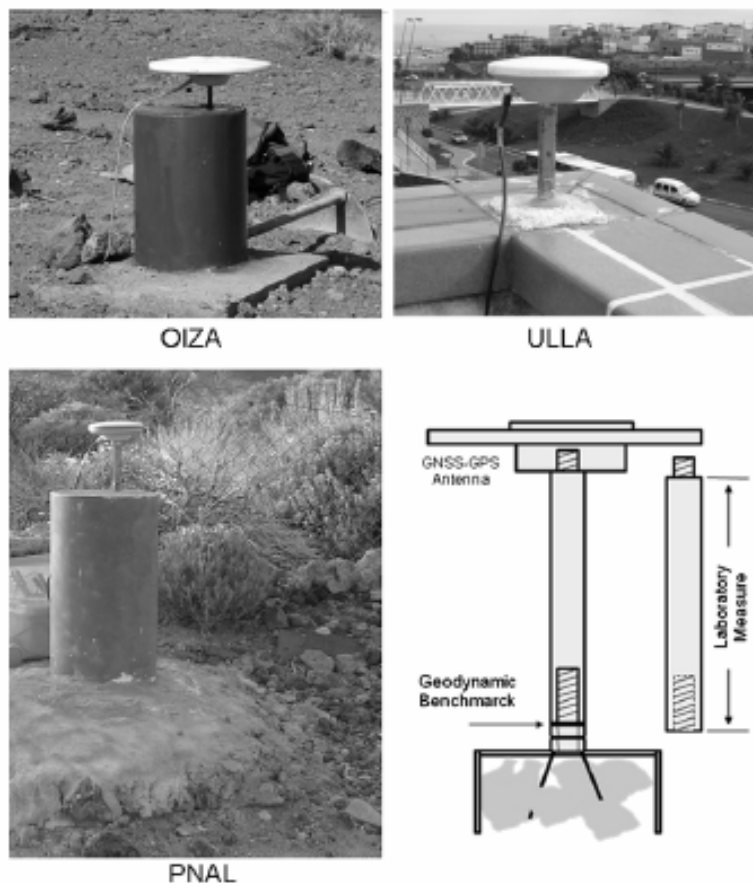 OIZA
ULLA
PNAL
GNSS-GPS
Antenna
Geodynamic
Benchmarck
Laboratory
Measure